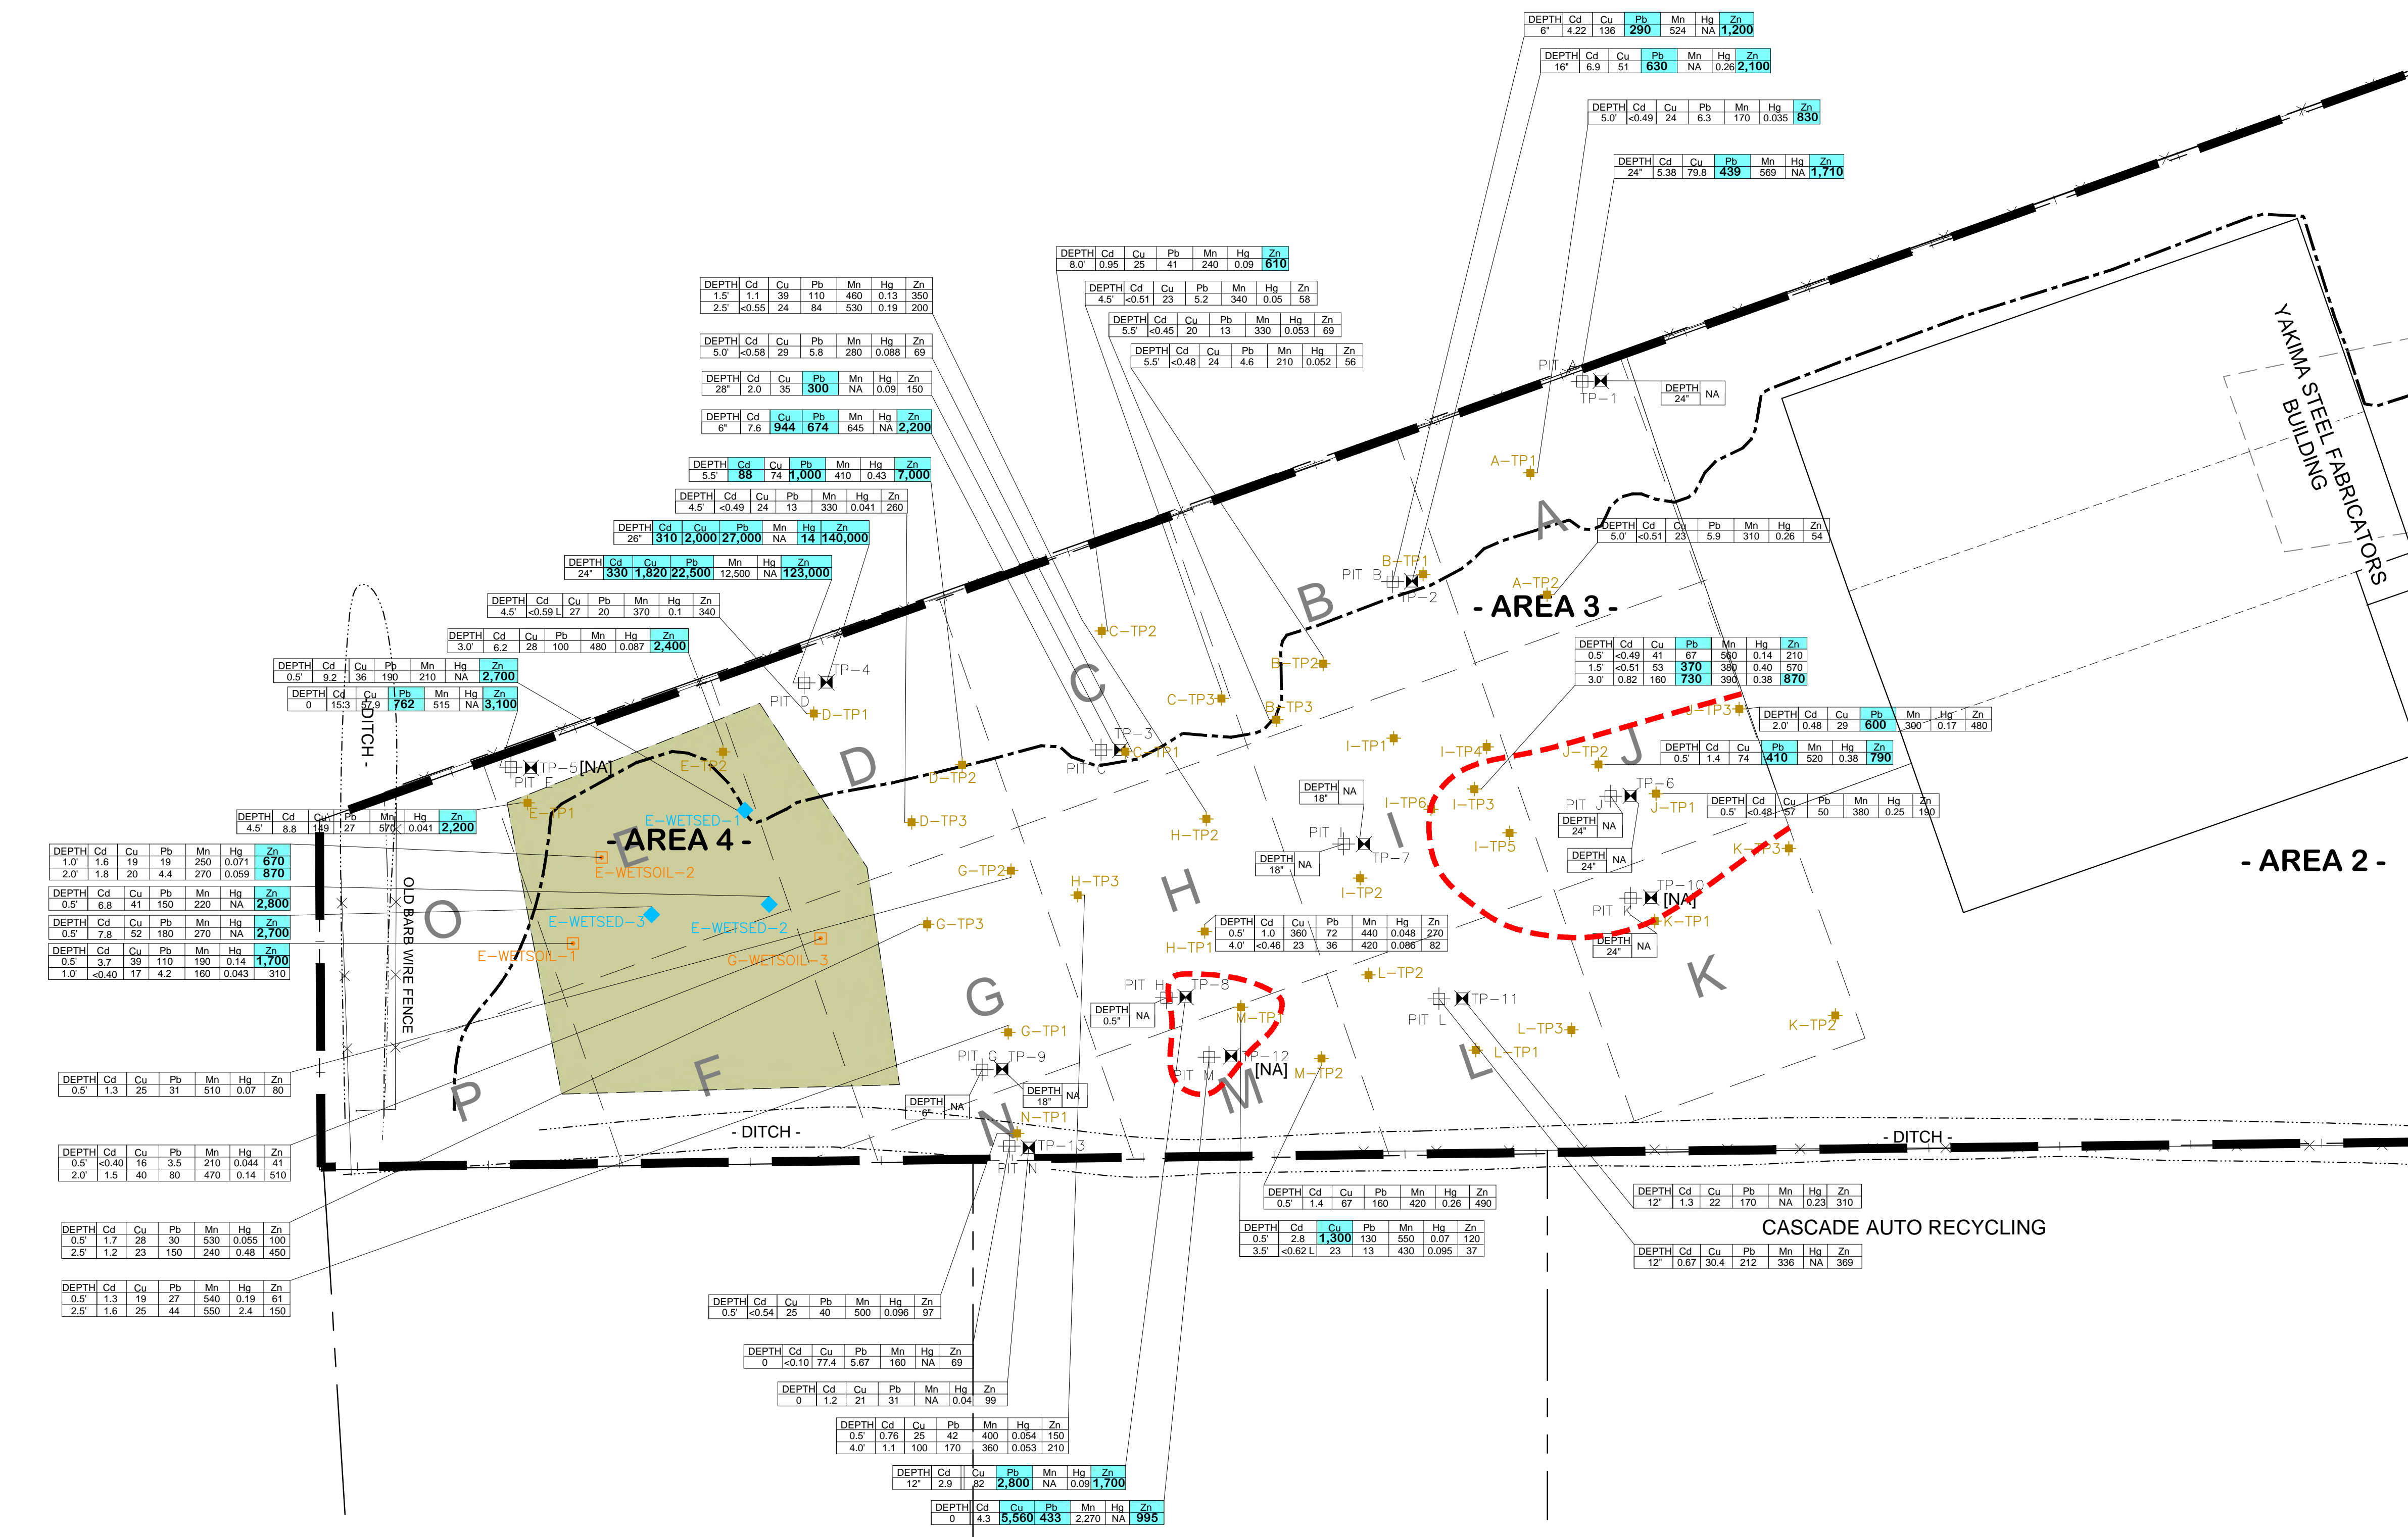 DEPTH Cd Cu Pb Mn Hg Zn
6" 4.22 136 290 524 NA 1,200
DEPTH Cd Cu Pb Mn Hg Zn
16" 6.9 51 630 NA 0.26 2,100
DEPTH Cd Cu Pb Mn Hg Zn
5.0' <0.49 24 6.3 170 0.035 830
DEPTH Cd Cu Pb Mn Hg Zn
24" 5.38 79.8 439 569 NA 1,710
DEPTH Cd Cu Pb Mn Hg Zn
8.0' 0.95 25 41 240 0.09 610
DEPTH Cd Cu Pb Mn Hg Zn
4.5' <0.51 23 5.2 340 0.05 58
DEPTH Cd Cu Pb Mn Hg Zn
5.5' <0.45 20 13 330 0.053 69
DEPTH Cd Cu Pb Mn Hg Zn
5.5' <0.48 24 4.6 210 0.052 56
DEPTH Cd Cu Pb Mn Hg Zn
1.5' 1.1 39 110 460 0.13 350
2.5' <0.55 24 84 530 0.19 200
DEPTH Cd Cu Pb Mn Hg Zn
5.0' <0.58 29 5.8 280 0.088 69
DEPTH Cd Cu Pb Mn Hg Zn
28" 2.0 35 300 NA 0.09 150
DEPTH Cd Cu Pb Mn Hg Zn
6" 7.6 944 674 645 NA 2,200
DEPTH Cd Cu Pb Mn Hg Zn
5.5' 88 74 1,000 410 0.43 7,000
DEPTH Cd Cu Pb Mn Hg Zn
4.5' <0.49 24 13 330 0.041 260
DEPTH Cd Cu Pb Mn Hg Zn
26" 310 2,000 27,000 NA 14 140,000
DEPTH Cd Cu Pb Mn Hg Zn
24" 330 1,820 22,500 12,500 NA 123,000
DEPTH Cd Cu Pb Mn Hg Zn
4.5' <0.59 L 27 20 370 0.1 340
DEPTH Cd Cu Pb Mn Hg Zn
3.0' 6.2 28 100 480 0.087 2,400
DEPTH Cd Cu Pb Mn Hg Zn
0.5' 9.2 36 190 210 NA 2,700
DEPTH Cd Cu Pb Mn Hg Zn
0 15.3 57.9 762 515 NA 3,100
DEPTH Cd Cu Pb Mn Hg Zn
4.5' 8.8 149 27 570 0.041 2,200
DEPTH Cd Cu Pb Mn Hg Zn
1.0' 1.6 19 19 250 0.071 670
2.0' 1.8 20 4.4 270 0.059 870
DEPTH Cd Cu Pb Mn Hg Zn
0.5' 6.8 41 150 220 NA 2,800
DEPTH Cd Cu Pb Mn Hg Zn
0.5' 7.8 52 180 270 NA 2,700
DEPTH Cd Cu Pb Mn Hg Zn
0.5' 3.7 39 110 190 0.14 1,700
1.0' <0.40 17 4.2 160 0.043 310
DEPTH Cd Cu Pb Mn Hg Zn
0.5' 1.3 25 31 510 0.07 80
DEPTH Cd Cu Pb Mn Hg Zn
0.5' <0.40 16 3.5 210 0.044 41
2.0' 1.5 40 80 470 0.14 510
DEPTH Cd Cu Pb Mn Hg Zn
0.5' 1.7 28 30 530 0.055 100
2.5' 1.2 23 150 240 0.48 450
DEPTH Cd Cu Pb Mn Hg Zn
0.5' 1.3 19 27 540 0.19 61
2.5' 1.6 25 44 550 2.4 150
DEPTH Cd Cu Pb Mn Hg Zn
0.5' <0.54 25 40 500 0.096 97
DEPTH Cd Cu Pb Mn Hg Zn
0 <0.10 77.4 5.67 160 NA 69
DEPTH Cd Cu Pb Mn Hg Zn
0 1.2 21 31 NA 0.04 99
DEPTH Cd Cu Pb Mn Hg Zn
0.5' 0.76 25 42 400 0.054 150
4.0' 1.1 100 170 360 0.053 210
DEPTH Cd Cu Pb Mn Hg Zn
12" 2.9 82 2,800 NA 0.09 1,700
DEPTH Cd Cu Pb Mn Hg Zn
0 4.3 5,560 433 2,270 NA 995
DEPTH Cd Cu Pb Mn Hg Zn
0.5' 1.4 67 160 420 0.26 490
DEPTH Cd Cu Pb Mn Hg Zn
0.5' 2.8 1,300 130 550 0.07 120
3.5' <0.62 L 23 13 430 0.095 37
DEPTH Cd Cu Pb Mn Hg Zn
12" 1.3 22 170 NA 0.23 310
CASCADE AUTO RECYCLING
DEPTH Cd Cu Pb Mn Hg Zn
12" 0.67 30.4 212 336 NA 369
DEPTH Cd Cu Pb Mn Hg Zn
5.0' <0.51 23 5.9 310 0.26 54
DEPTH Cd Cu Pb Mn Hg Zn
0.5' <0.49 41 67 560 0.14 210
1.5' <0.51 53 370 380 0.40 570
3.0' 0.82 160 730 390 0.38 870
DEPTH Cd Cu Pb Mn Hg Zn
2.0' 0.48 29 600 300 0.17 480
DEPTH Cd Cu Pb Mn Hg Zn
0.5' 1.4 74 410 520 0.38 790
DEPTH Cd Cu Pb Mn Hg Zn
0.5' <0.48 57 50 380 0.25 190
DEPTH Cd Cu Pb Mn Hg Zn
0.5' 1.0 360 72 440 0.048 270
4.0' <0.46 23 36 420 0.086 82
PIT A
TP-1
DEPTH NA
24"
A-TP1
A
A-TP2
- AREA 3 -
B-TP1
PIT B
TP-2
B
B-TP2
B-TP3
C-TP2
C
C-TP3
TP-3
C-TP1
PIT C
TP-4
PIT D
D-TP1
D
D-TP2
D-TP3
TP-5 [NA]
PIT E
E-TP2
E-TP1
E-WETSED-1
E
- AREA 4 -
E-WETSOIL-2
E-WETSED-3
E-WETSED-2
E-WETSOIL-1
G-WETSOIL-3
O
P
F
- DITCH -
OLD BARB WIRE FENCE
- DITCH -
G-TP2
G-TP3
G
G-TP1
PIT G TP-9
DEPTH NA
6"
DEPTH NA
18"
N-TP1
N
TP-13
PIT N
H-TP2
H-TP3
H
H-TP1
PIT H TP-8
DEPTH NA
0.5"
M-TP1
TP-12
[NA]
PIT M
M
M-TP2
I-TP1
I-TP4
I-TP6
I-TP3
I
I-TP5
DEPTH NA
18"
PIT I
TP-7
DEPTH NA
18"
I-TP2
J
J-TP3
J-TP2
TP-6
PIT J
J-TP1
DEPTH NA
24"
DEPTH NA
24"
K-TP3
TP-10
[NA]
PIT K
K-TP1
DEPTH NA
24"
K
K-TP2
L-TP2
TP-11
PIT L
L-TP3
L-TP1
L
- DITCH -
- AREA 2 -
YAKIMA STEEL FABRICATORS
BUILDING